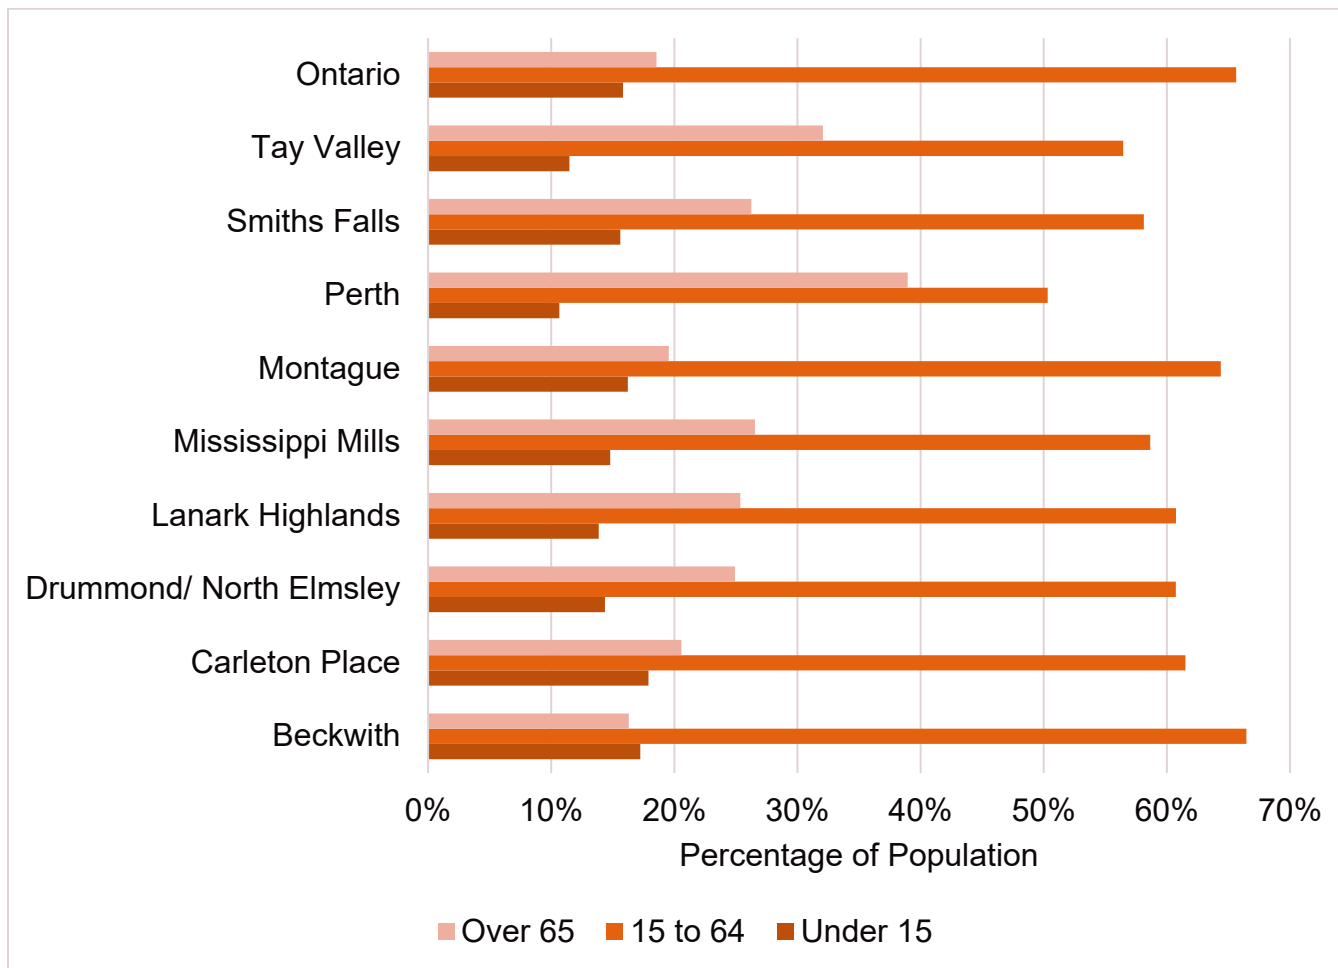 Ontario
Tay Valley
Smiths Falls
Perth
Montague
Mississippi Mills
Lanark Highlands
Drummond/ North Elmsley
Carleton Place
Beckwith
0% 10% 20% 30% 40% 50% 60% 70%
Percentage of Population
Over 65 15 to 64 Under 15